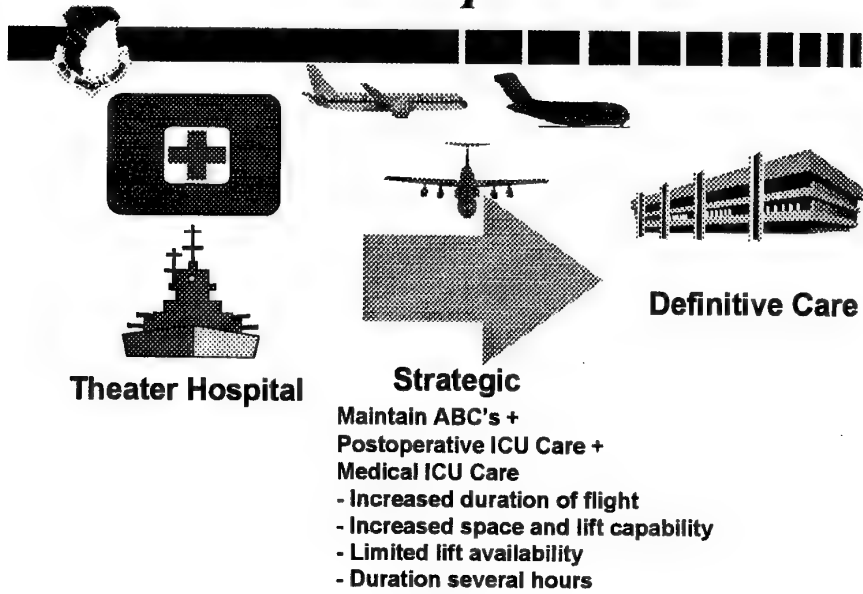 Definitive Care
Theater Hospital
Strategic
Maintain ABC's +
Postoperative ICU Care +
Medical ICU Care
- Increased duration of flight
- Increased space and lift capability
- Limited lift availability
- Duration several hours